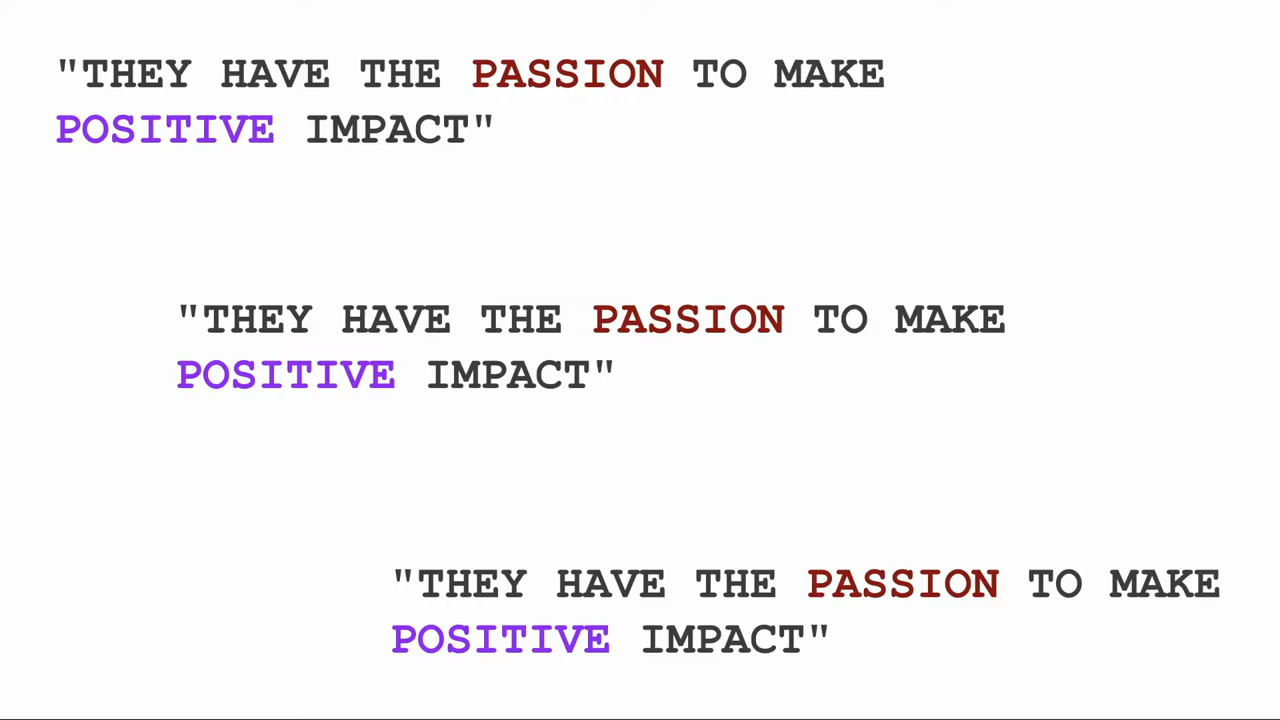 "THEY HAVE THE PASSION TO MAKE
POSITIVE IMPACT"
"THEY HAVE THE PASSION TO MAKE
POSITIVE IMPACT"
"THEY HAVE THE PASSION TO MAKE
POSITIVE IMPACT"